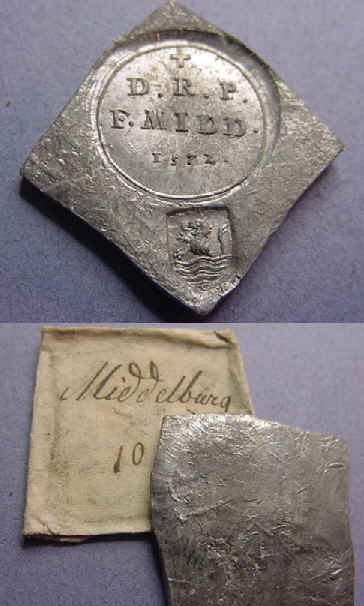 D. R. P.
F. MIDD.
1572.
Middelburg
10